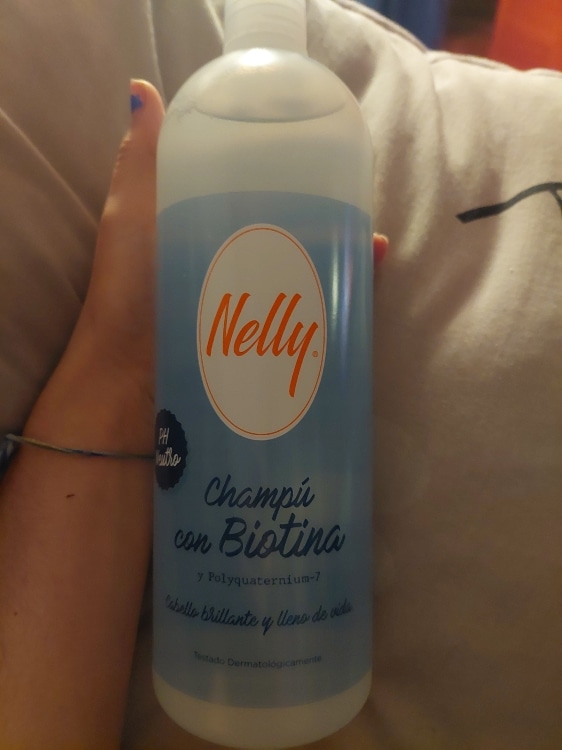 Nelly®
PH
Neutro
Champú
con Biotina
y Polyquaternium-7
Cabello brillante y lleno de vida
Testado Dermatológicamente